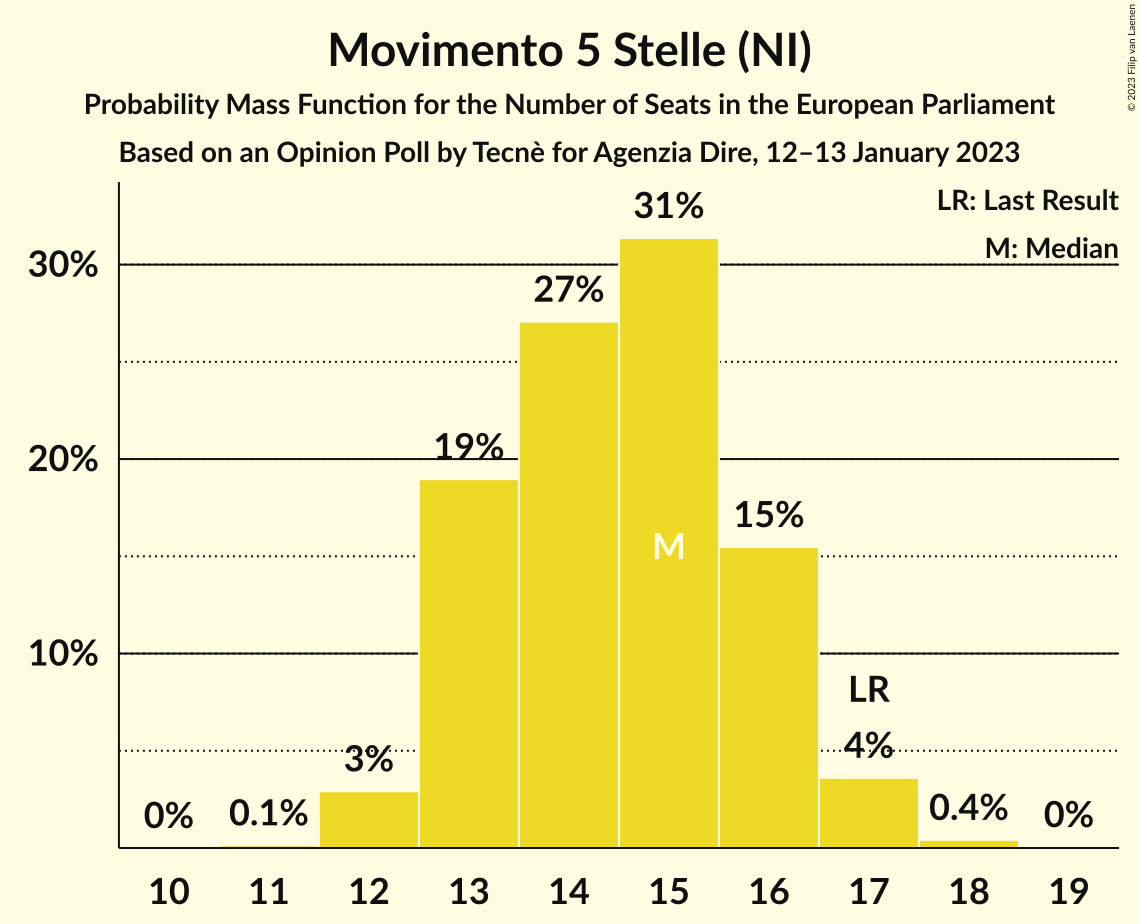 Movimento 5 Stelle (NI)
Probability Mass Function for the Number of Seats in the European Parliament
Based on an Opinion Poll by Tecnè for Agenzia Dire, 12–13 January 2023
© 2023 Filip van Laenen
LR: Last Result
M: Median
30%
20%
10%
0%
0.1%
3%
19%
27%
31%
M
15%
LR
4%
0.4%
0%
10 11 12 13 14 15 16 17 18 19